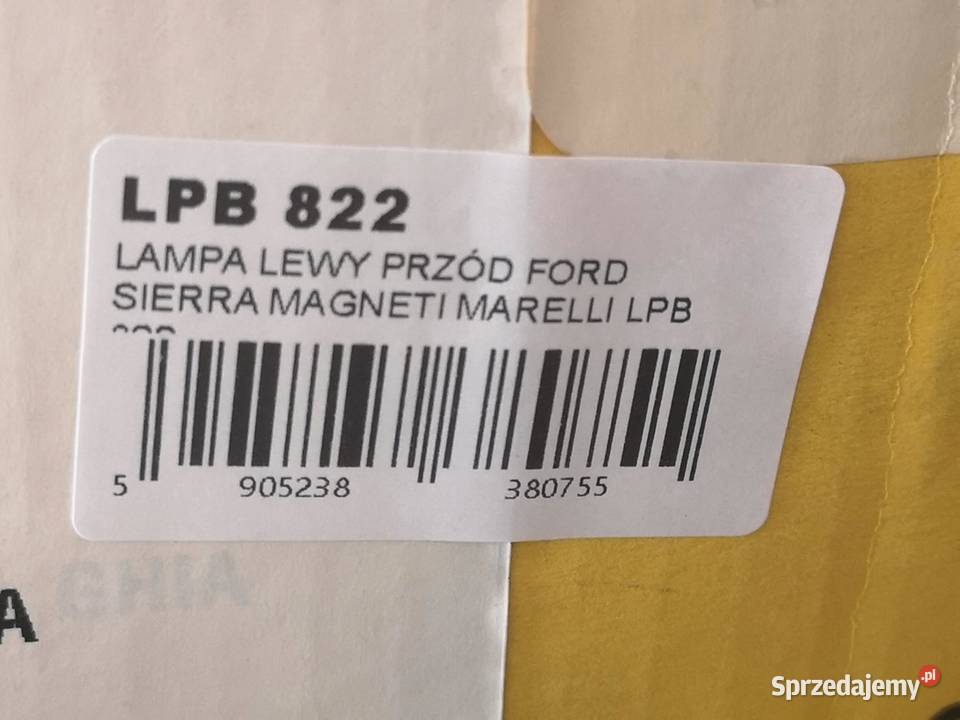 LPB 822
LAMPA LEWY PRZÓD FORD
SIERRA MAGNETI MARELLI LPB
5 905238 380755
GHIA
A
Sprzedajemy.pl